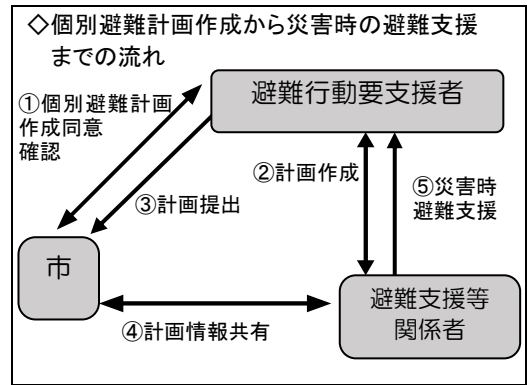 ◇個別避難計画作成から災害時の避難支援
までの流れ
避難行動要支援者
①個別避難計画
作成同意
確認
②計画作成
⑤災害時
避難支援
③計画提出
市
避難支援等
関係者
④計画情報共有